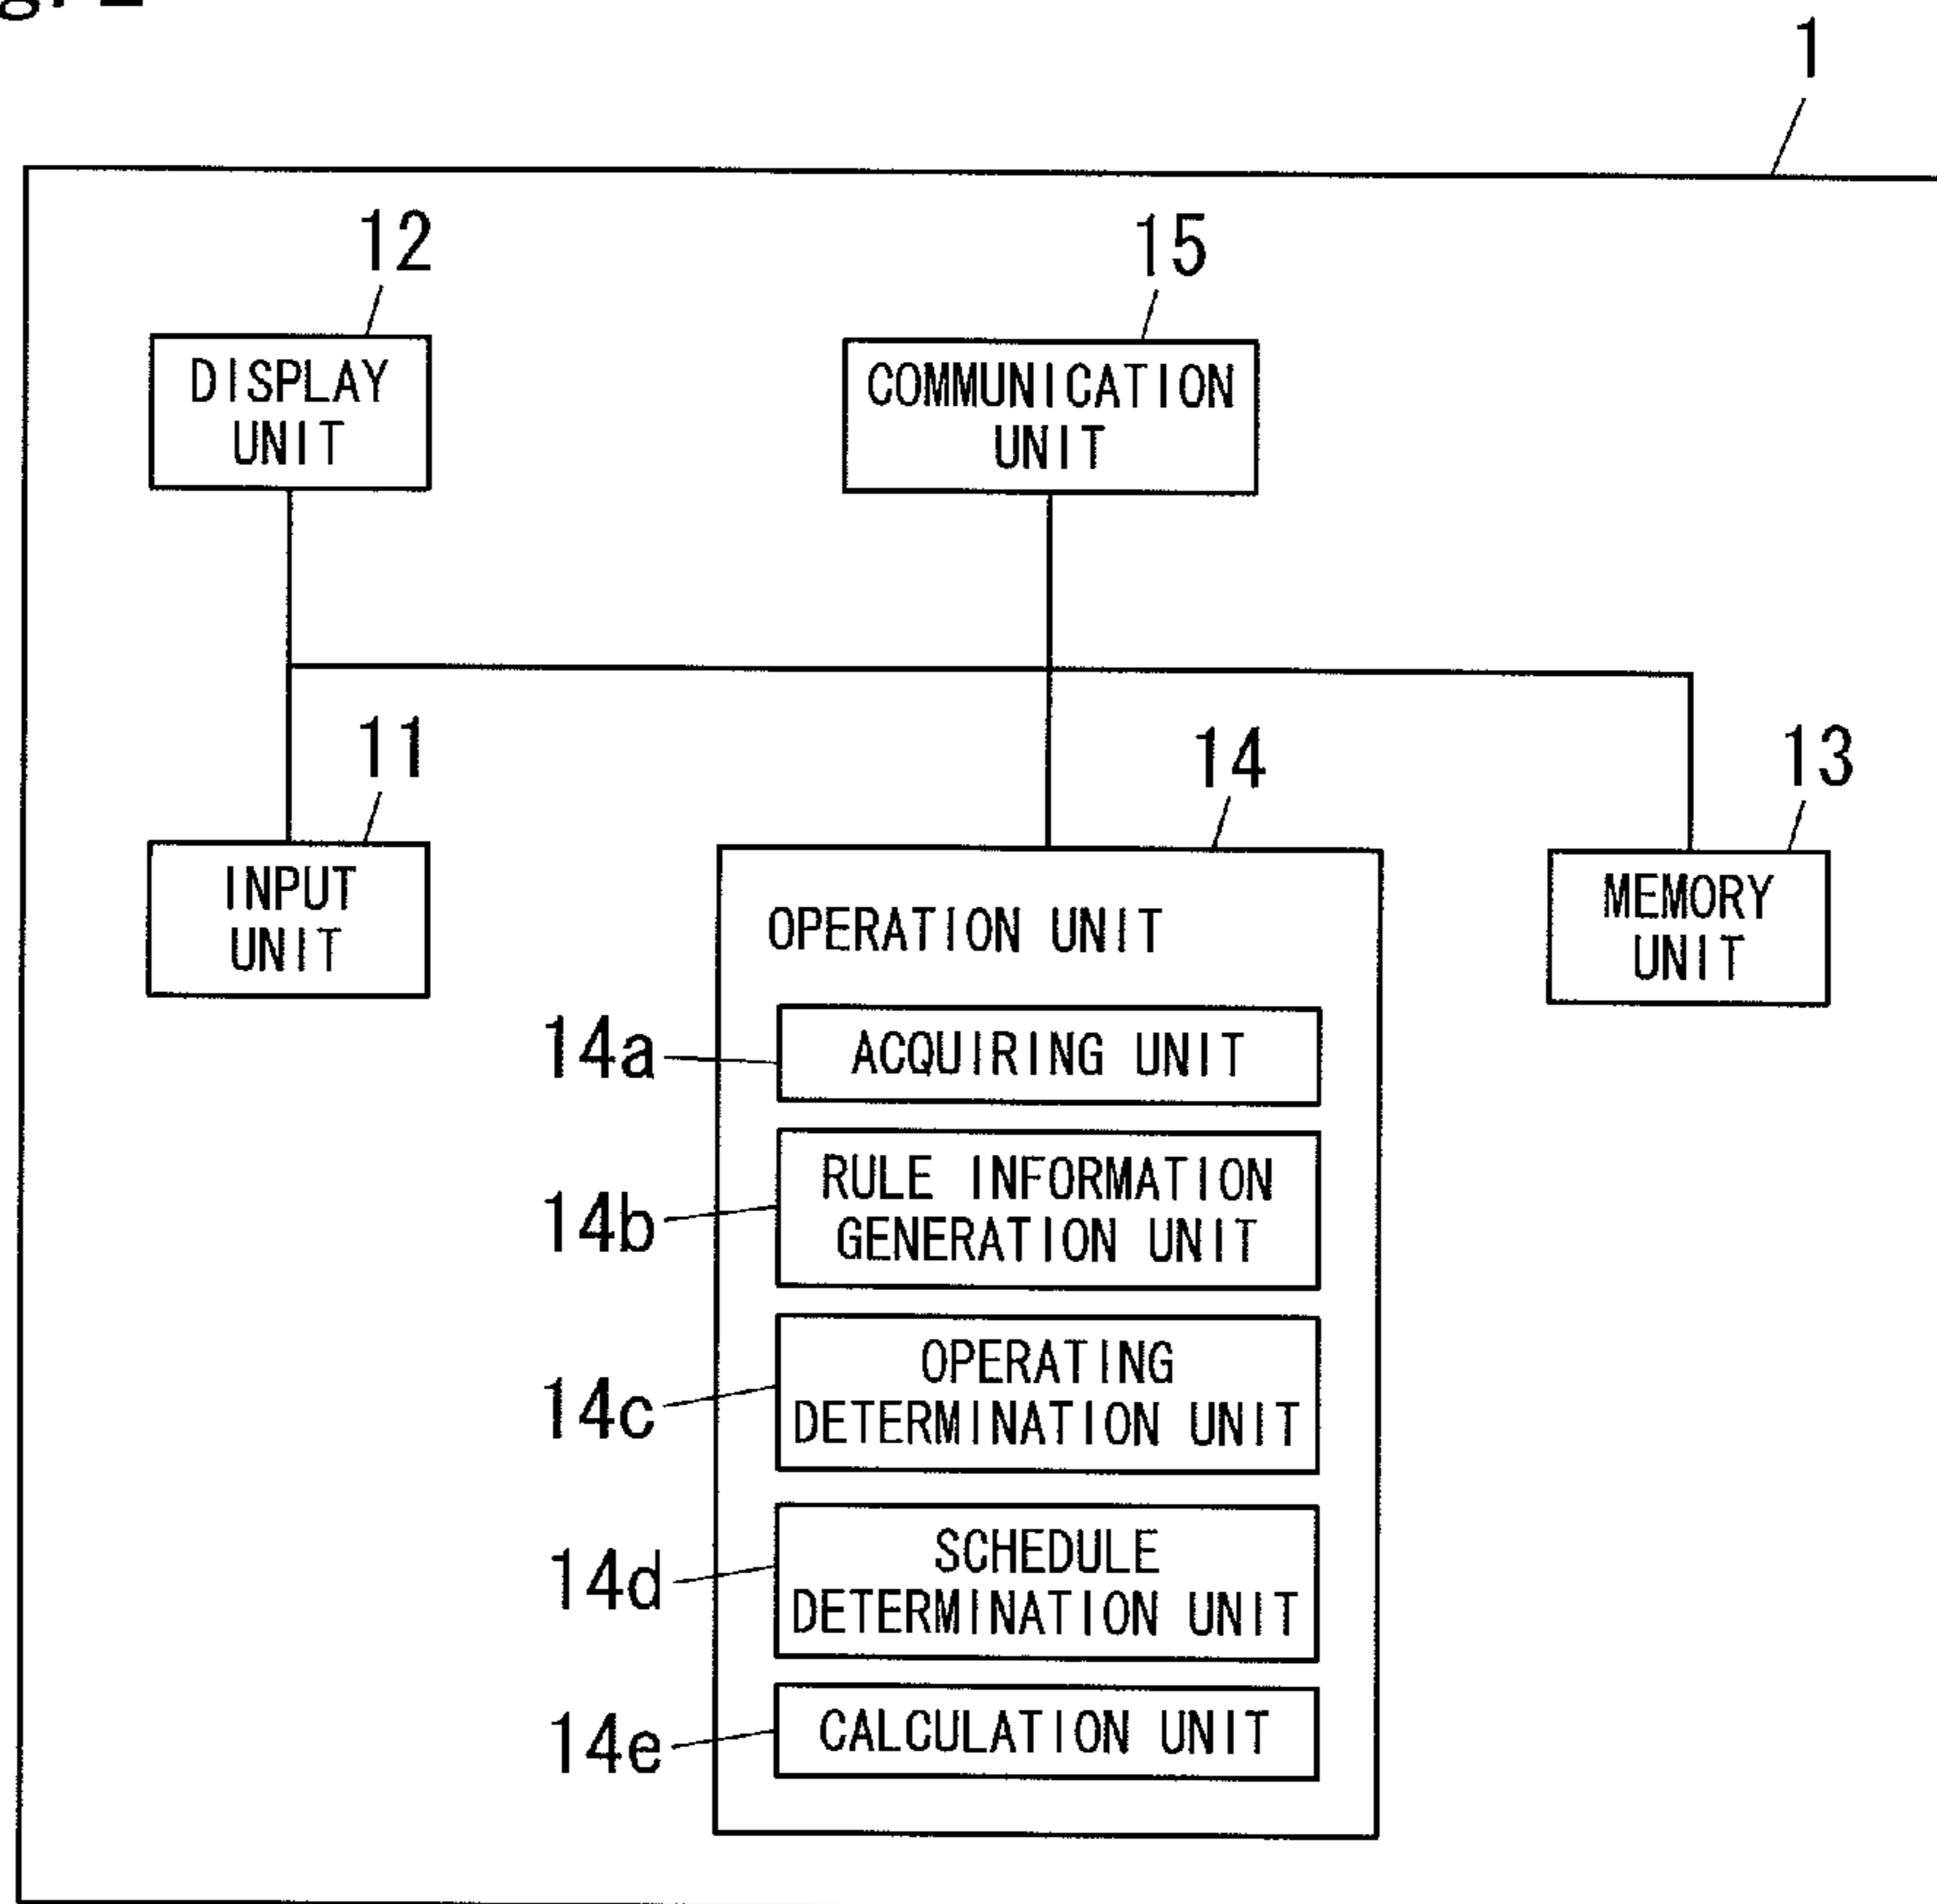 1
12
15
DISPLAY
UNIT
COMMUNICATION
UNIT
11
14
13
INPUT
UNIT
OPERATION UNIT
MEMORY
UNIT
14a
ACQUIRING UNIT
14b
RULE INFORMATION
GENERATION UNIT
14c
OPERATING
DETERMINATION UNIT
14d
SCHEDULE
DETERMINATION UNIT
14e
CALCULATION UNIT